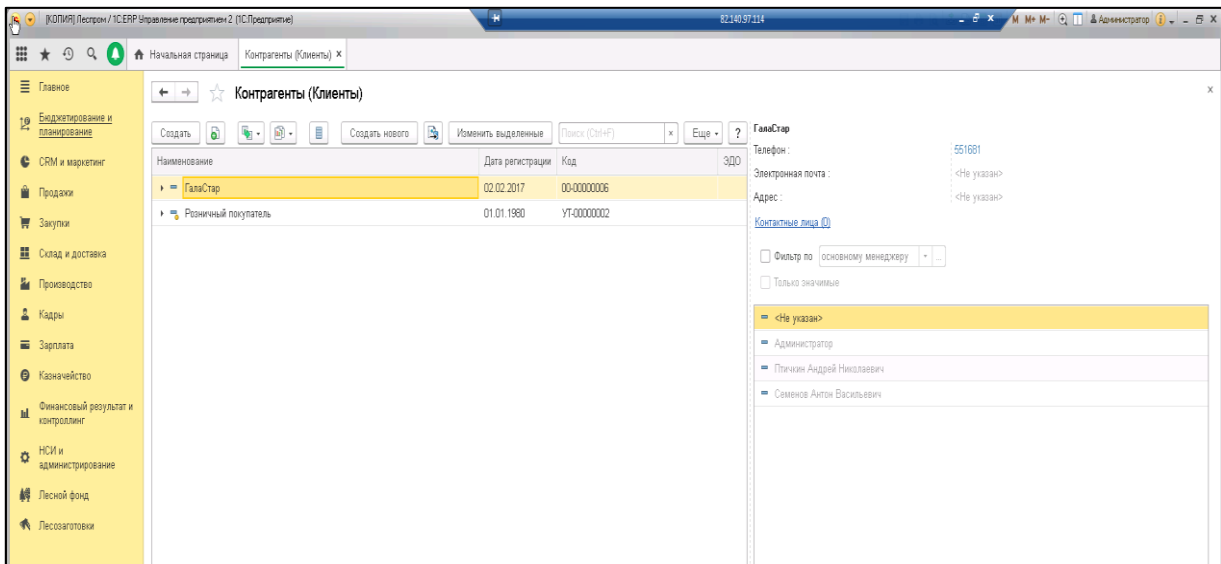 [КОПИЯ] Леспром / 1С:ERP Управление предприятием 2 (1С:Предприятие)
82.140.97.114
M M+ M-
Администратор
Начальная страница
Контрагенты (Клиенты) ×
Главное
Бюджетирование и
планирование
CRM и маркетинг
Продажи
Закупки
Склад и доставка
Производство
Кадры
Зарплата
Казначейство
Финансовый результат и
контроллинг
НСИ и
администрирование
Лесной фонд
Лесозаготовки
Контрагенты (Клиенты)
Создать
Создать нового
Изменить выделенные
Поиск (Ctrl+F)
×
Еще
?
Наименование Дата регистрации Код ЭДО
ГалаСтар 02.02.2017 00-00000006
Розничный покупатель 01.01.1980 УТ-00000002
ГалаСтар
Телефон : 551681
Электронная почта : <Не указан>
Адрес : <Не указан>
Контактные лица (0)
Фильтр по основному менеджеру ...
Только значимые
<Не указан>
Администратор
Птичкин Андрей Николаевич
Семенов Антон Васильевич